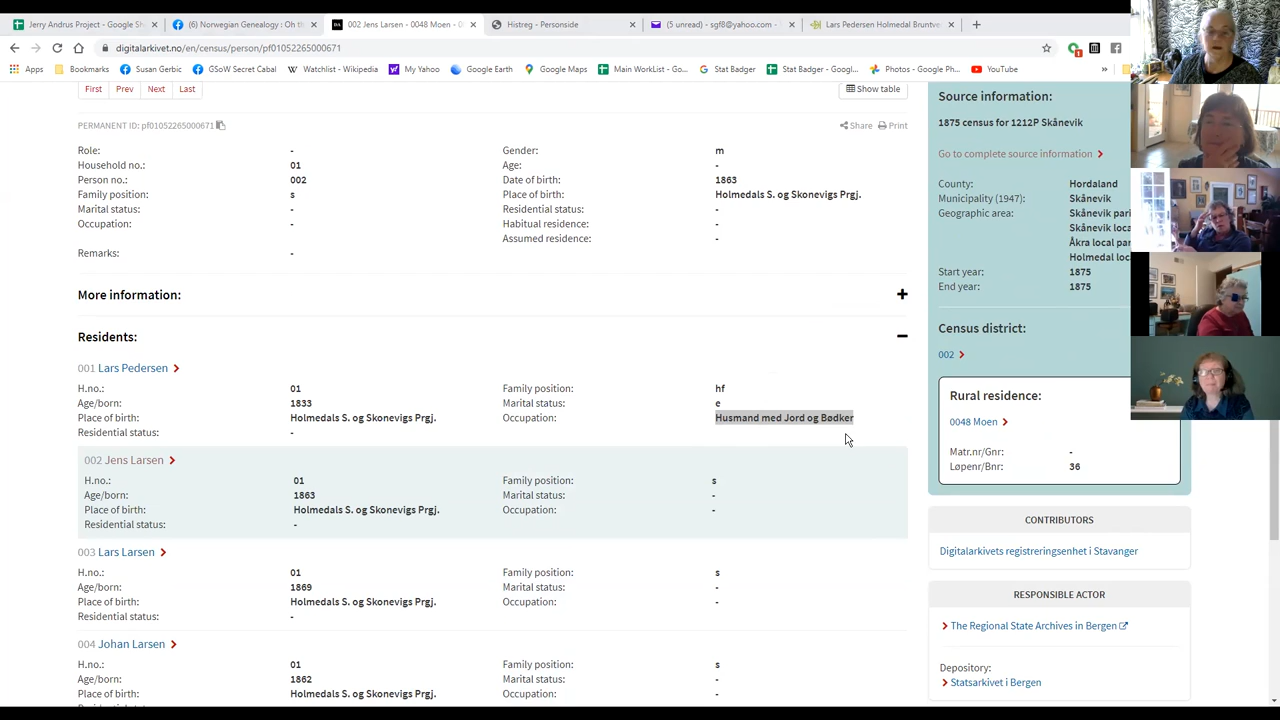 Jerry Andrus Project - Google Sh
(6) Norwegian Genealogy : Oh th
002 Jens Larsen - 0048 Moen - 0
Histreg - Personside
(5 unread) - sgf8@yahoo.com -
Lars Pedersen Holmedal Bruntve
digitalarkivet.no/en/census/person/pf01052265000671
Apps
Bookmarks
Susan Gerbic
GSoW Secret Cabal
Watchlist - Wikipedia
My Yahoo
Google Earth
Google Maps
Main WorkList - Go...
Stat Badger
Stat Badger - Googl...
Photos - Google Ph...
YouTube
First
Prev
Next
Last
Show table
PERMANENT ID: pf01052265000671
Share
Print
Role: -
Gender: m
Household no.: 01
Age: -
Person no.: 002
Date of birth: 1863
Family position: s
Place of birth: Holmedals S. og Skonevigs Prgj.
Marital status: -
Residential status: -
Occupation: -
Habitual residence: -
Assumed residence: -
Remarks: -
More information:
Residents:
001 Lars Pedersen
H.no.: 01
Family position: hf
Age/born: 1833
Marital status: e
Place of birth: Holmedals S. og Skonevigs Prgj.
Occupation: Husmand med Jord og Bødker
Residential status: -
002 Jens Larsen
H.no.: 01
Family position: s
Age/born: 1863
Marital status: -
Place of birth: Holmedals S. og Skonevigs Prgj.
Occupation: -
Residential status: -
003 Lars Larsen
H.no.: 01
Family position: s
Age/born: 1869
Marital status: -
Place of birth: Holmedals S. og Skonevigs Prgj.
Occupation: -
Residential status: -
004 Johan Larsen
H.no.: 01
Family position: s
Age/born: 1862
Marital status: -
Place of birth: Holmedals S. og Skonevigs Prgj.
Occupation: -
Source information:
1875 census for 1212P Skånevik
Go to complete source information
County: Hordaland
Municipality (1947): Skånevik
Geographic area: Skånevik pari
Skånevik loca
Åkra local par
Holmedal loc
Start year: 1875
End year: 1875
Census district:
002
Rural residence:
0048 Moen
Matr.nr/Gnr: -
Løpenr/Bnr: 36
CONTRIBUTORS
Digitalarkivets registreringsenhet i Stavanger
RESPONSIBLE ACTOR
The Regional State Archives in Bergen
Depository:
Statsarkivet i Bergen